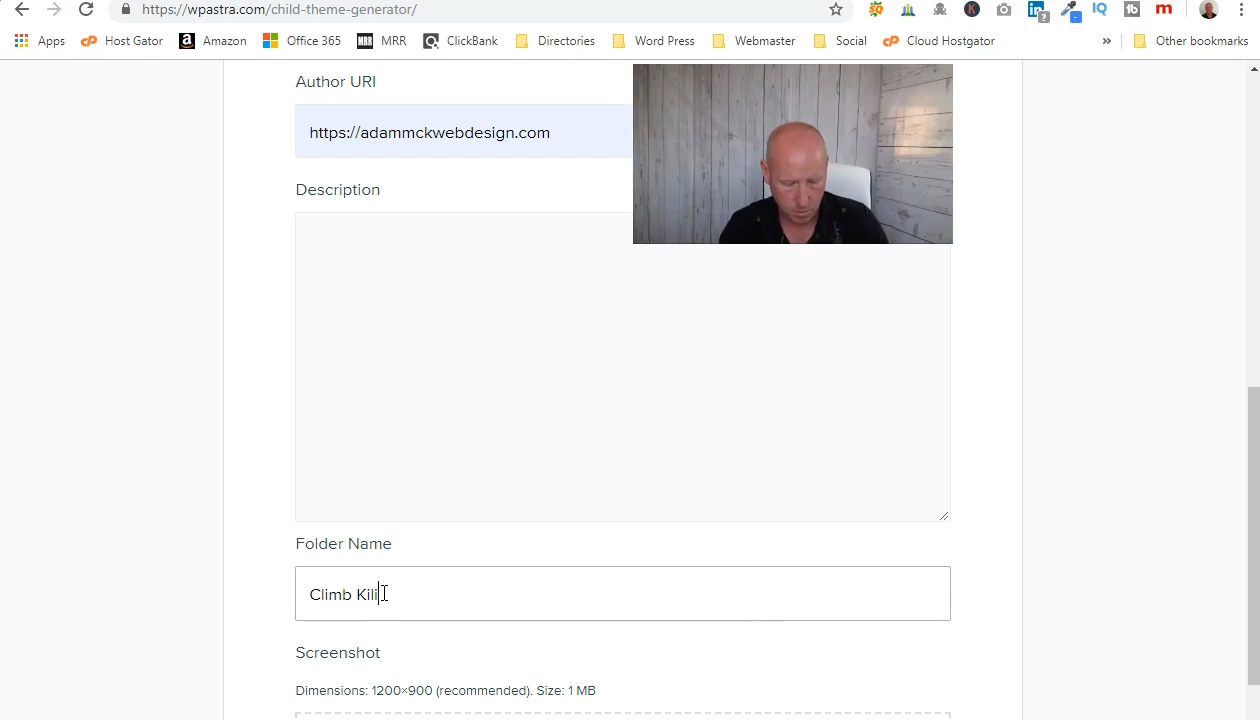 https://wpastra.com/child-theme-generator/
Apps Host Gator Amazon Office 365 MRR ClickBank Directories Word Press Webmaster Social Cloud Hostgator » Other bookmarks
Author URI
https://adammckwebdesign.com
Description
Folder Name
Climb Kili
Screenshot
Dimensions: 1200×900 (recommended). Size: 1 MB